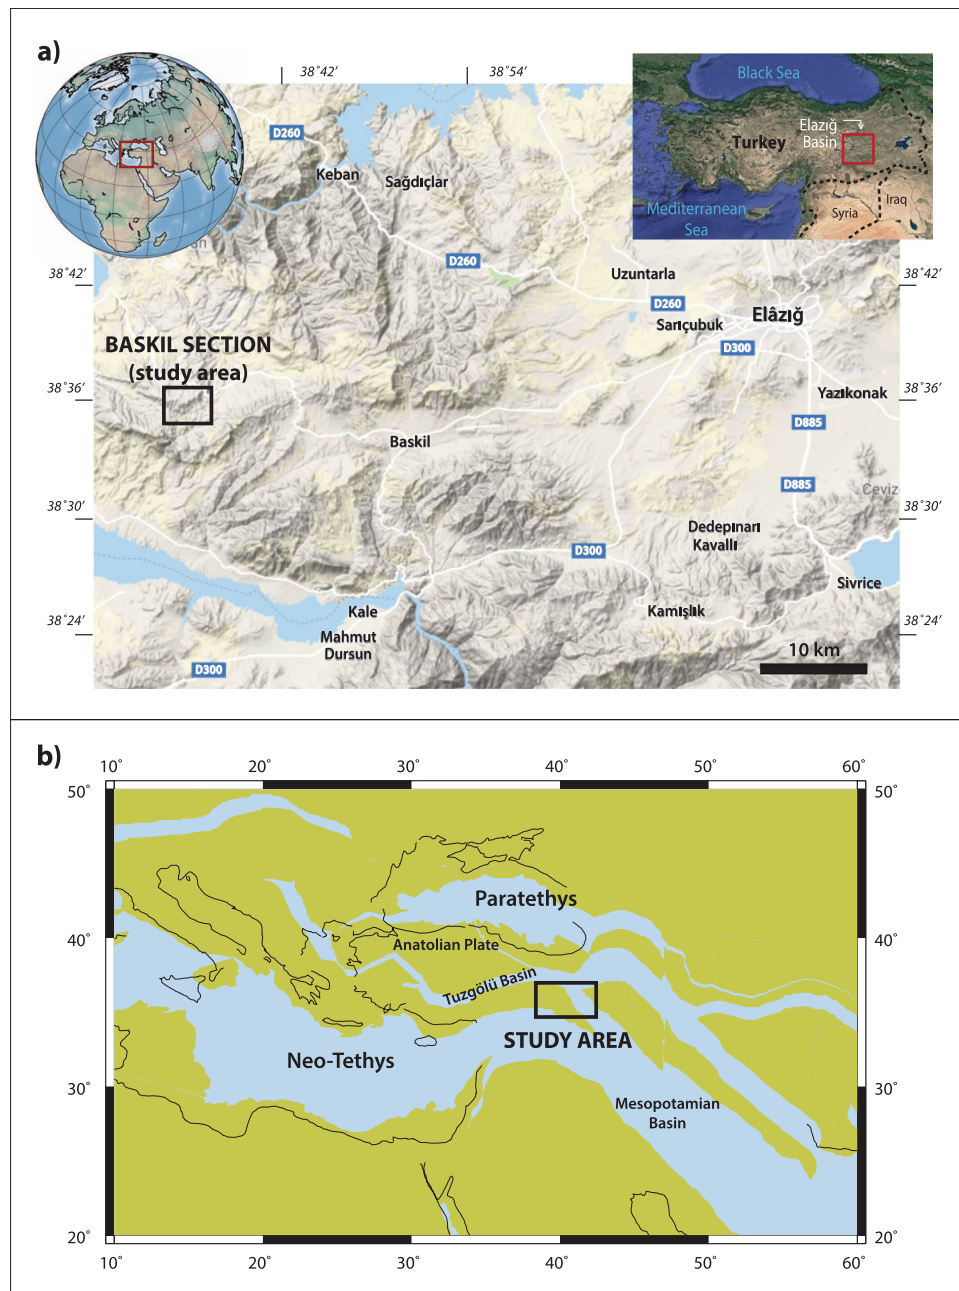 a)
38°42'
38°54'
Black Sea
Elazığ
Basin
Turkey
Mediterranean
Sea
Syria
Iraq
D260
Keban
Sağdıçlar
D260
Uzuntarla
38°42'
38°42'
D260
Sarıçubuk
Elâzığ
D300
BASKIL SECTION
(study area)
38°36'
38°36'
Yazıkonak
D885
Baskil
D885
Ceviz
38°30'
38°30'
Dedepınarı
Kavallı
D300
Sivrice
Kale
Kamışlık
38°24'
38°24'
Mahmut
Dursun
D300
10 km
b)
10°
20°
30°
40°
50°
60°
50°
50°
Paratethys
40°
40°
Anatolian Plate
Tuzgölü Basin
STUDY AREA
Neo-Tethys
30°
30°
Mesopotamian
Basin
20°
20°
10°
20°
30°
40°
50°
60°